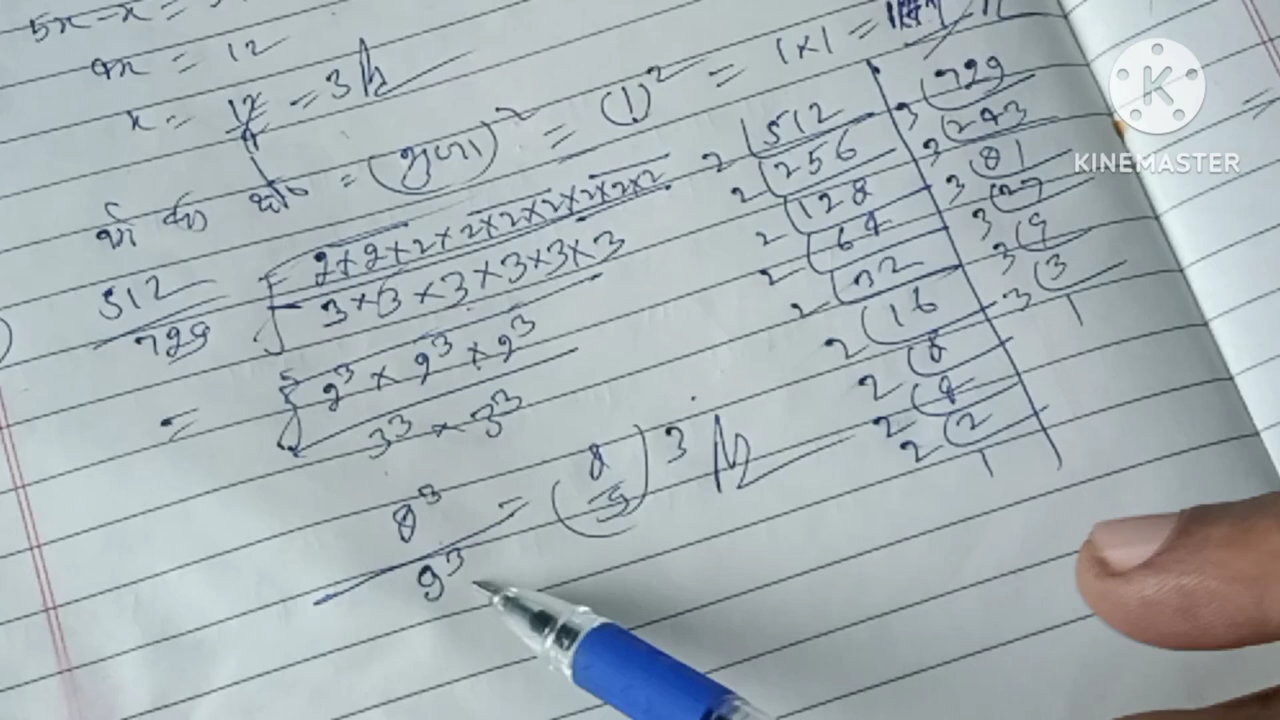 5x-x =
4x = 12
x = 12/4 = 3
= (भुजा)² = (1)² = 1×1 =
512/729 2×2×2×2×2×2×2×2×2
3×3×3×3×3×3
= 2³ × 2³ × 2³
3³ × 3³
8³/9³ = (8/9)³
2 512
2 256
2 128
2 64
2 32
2 16
2 8
2 4
2 2
1
3 729
3 243
3 81
3 27
3 9
3 3
1
KINEMASTER